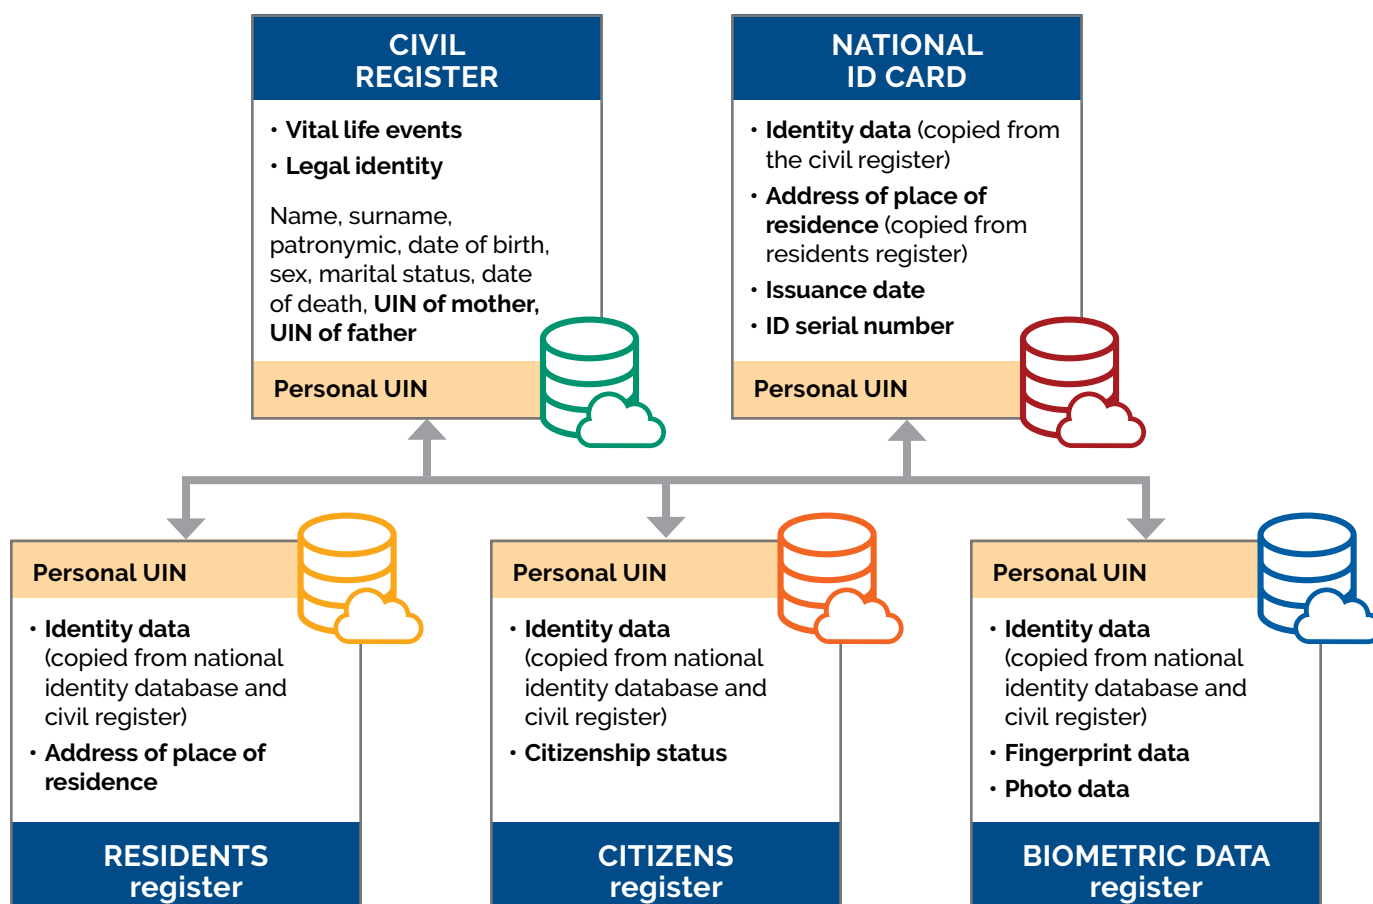 CIVIL
REGISTER
• Vital life events
• Legal identity
Name, surname,
patronymic, date of birth,
sex, marital status, date
of death, UIN of mother,
UIN of father
Personal UIN
NATIONAL
ID CARD
• Identity data (copied from
the civil register)
• Address of place of
residence (copied from
residents register)
• Issuance date
• ID serial number
Personal UIN
Personal UIN
• Identity data
(copied from national
identity database and
civil register)
• Address of place of
residence
RESIDENTS
register
Personal UIN
• Identity data
(copied from national
identity database and
civil register)
• Citizenship status
CITIZENS
register
Personal UIN
• Identity data
(copied from national
identity database and
civil register)
• Fingerprint data
• Photo data
BIOMETRIC DATA
register